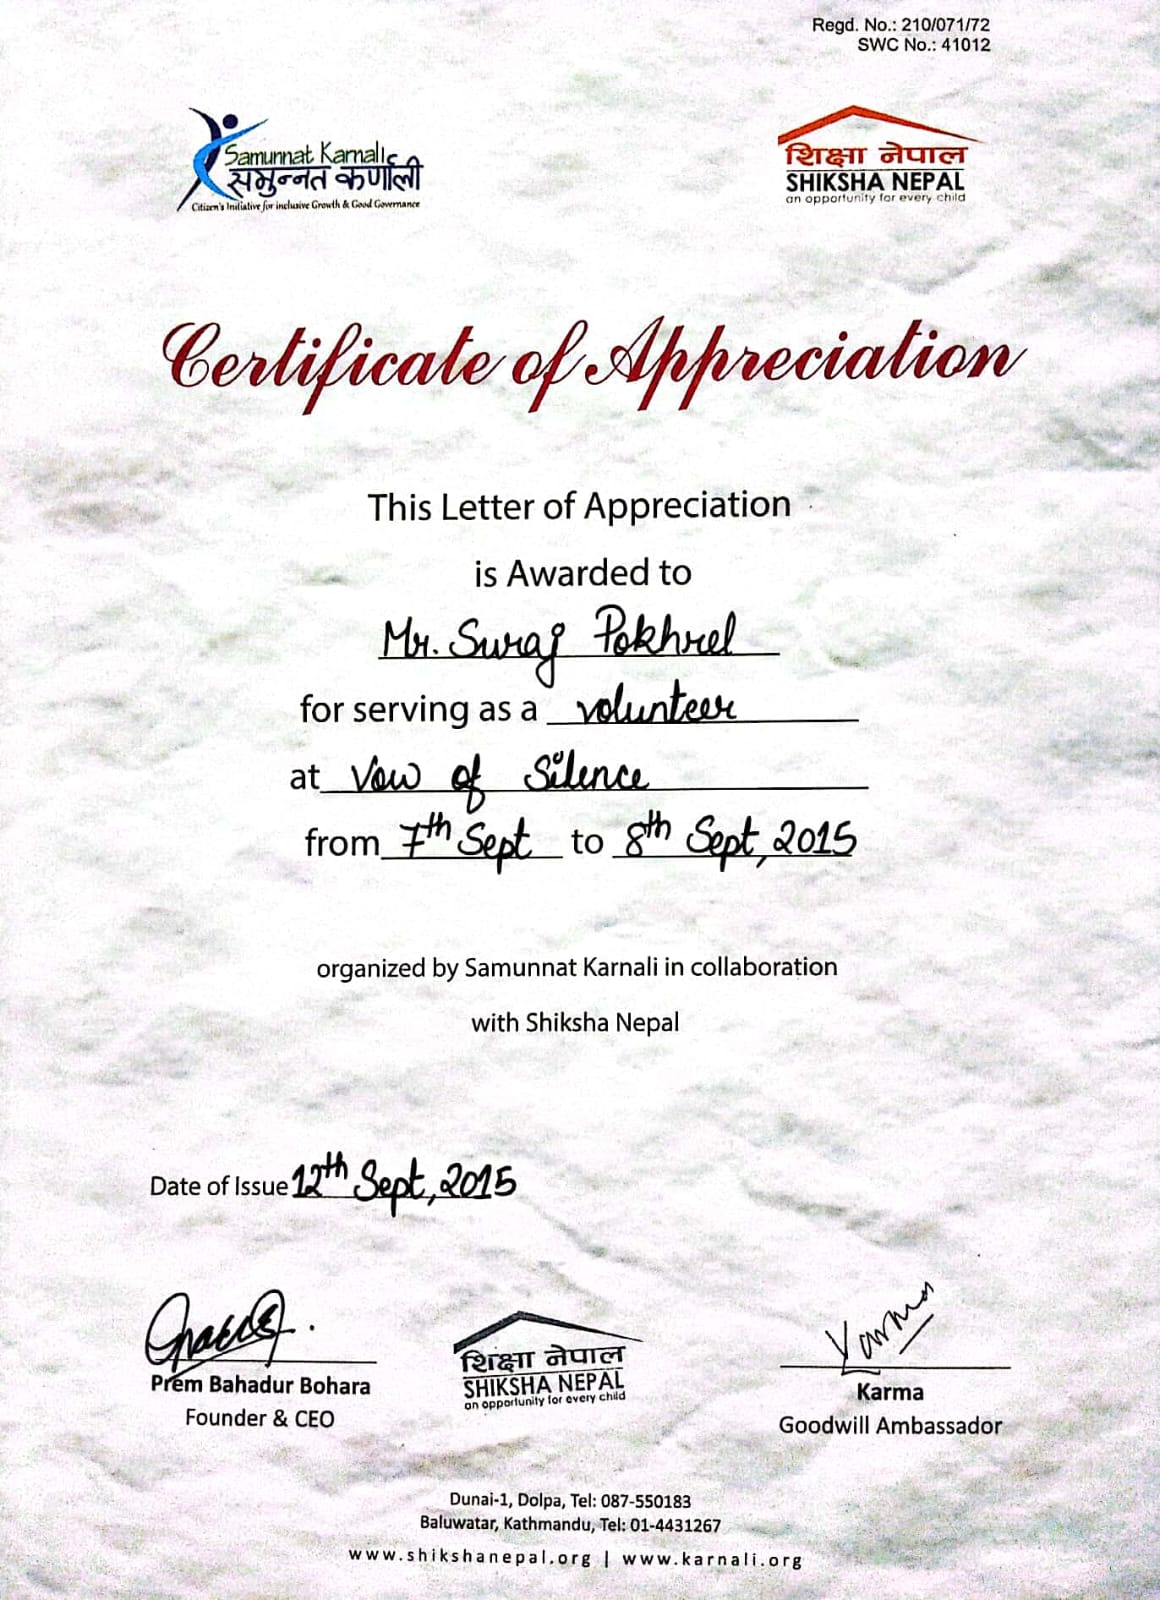 Regd. No.: 210/071/72
SWC No.: 41012
Samunnat Karnali
समुन्नत कर्णाली
Citizen's Initiative for inclusive Growth & Good Governance
शिक्षा नेपाल
SHIKSHA NEPAL
an opportunity for every child
Certificate of Appreciation
This Letter of Appreciation
is Awarded to
Mr. Suraj Pokhrel
for serving as a volunteer
at Vow of Silence
from 7th Sept to 8th Sept, 2015
organized by Samunnat Karnali in collaboration
with Shiksha Nepal
Date of Issue 12th Sept, 2015
Prem Bahadur Bohara
Founder & CEO
शिक्षा नेपाल
SHIKSHA NEPAL
an opportunity for every child
Karma
Karma
Goodwill Ambassador
Dunai-1, Dolpa, Tel: 087-550183
Baluwatar, Kathmandu, Tel: 01-4431267
www.shikshanepal.org | www.karnali.org